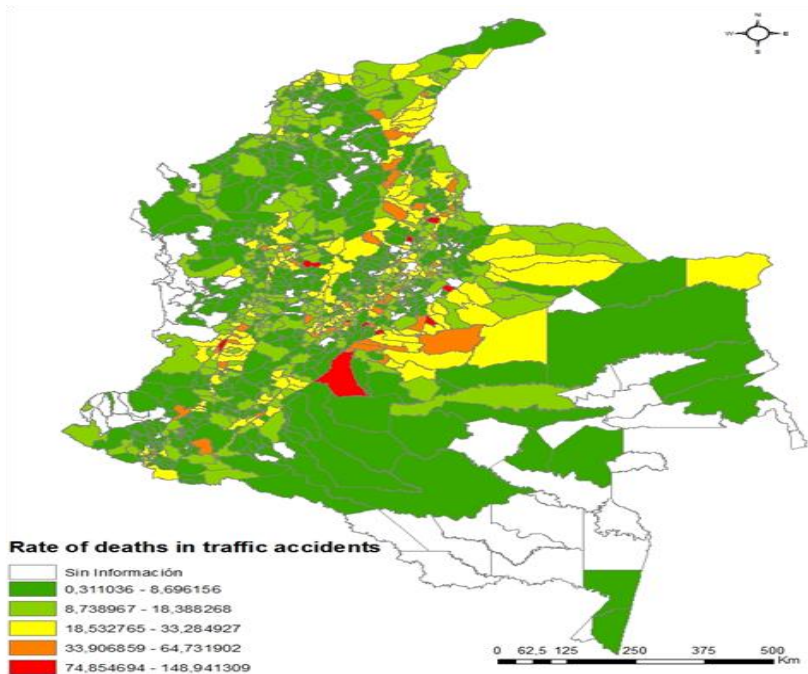 N
W E
S
Rate of deaths in traffic accidents
Sin Información
0,311036 - 8,696156
8,738967 - 18,388268
18,532765 - 33,284927
33,906859 - 64,731902
74,854694 - 148,941309
0 62,5 125 250 375 500
Km